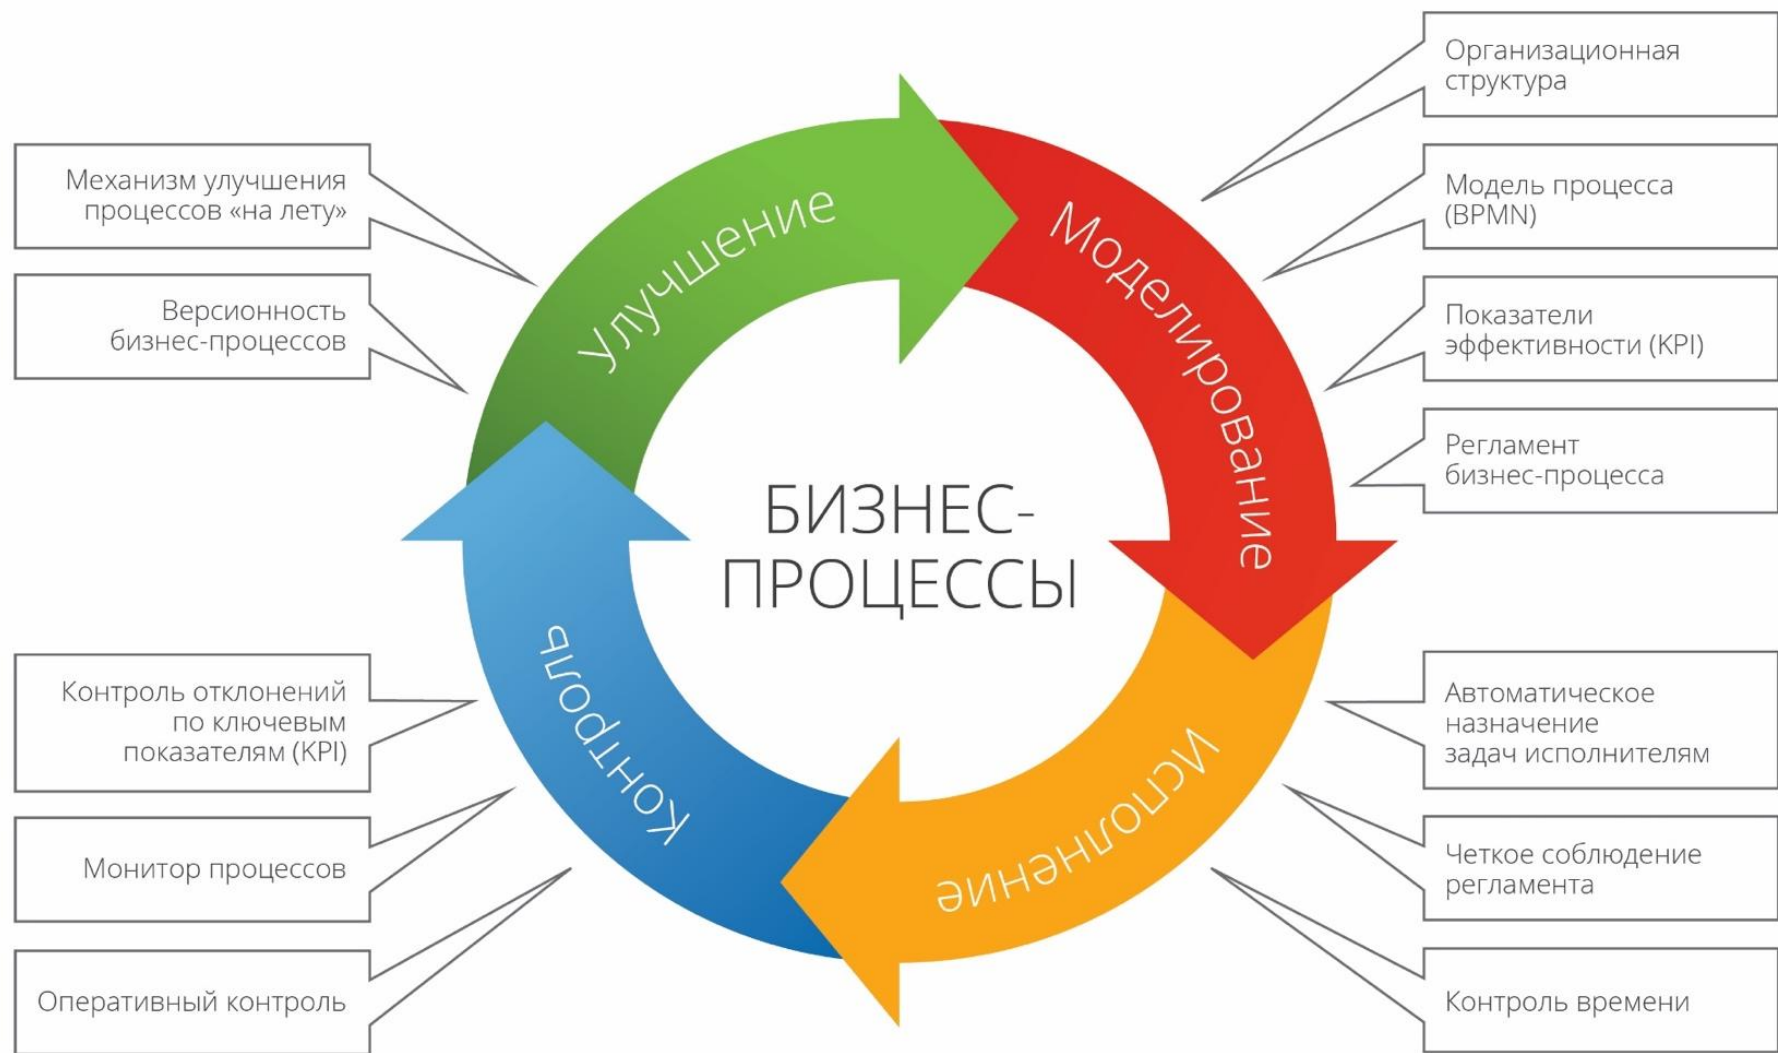 Механизм улучшения
процессов «на лету»
Версионность
бизнес-процессов
Улучшение
Моделирование
Организационная
структура
Модель процесса
(BPMN)
Показатели
эффективности (KPI)
Регламент
бизнес-процесса
БИЗНЕС-
ПРОЦЕССЫ
Контроль
Исполнение
Контроль отклонений
по ключевым
показателям (KPI)
Монитор процессов
Оперативный контроль
Автоматическое
назначение
задач исполнителям
Четкое соблюдение
регламента
Контроль времени